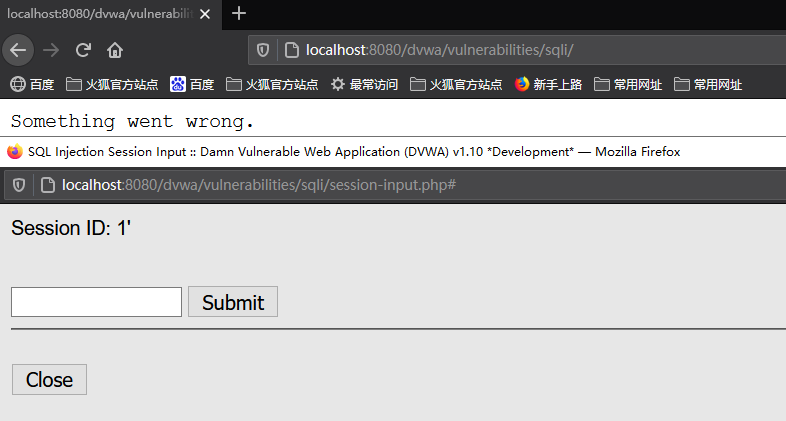 localhost:8080/dvwa/vulnerabiliti
localhost:8080/dvwa/vulnerabilities/sqli/
百度 火狐官方站点 百度 火狐官方站点 最常访问 火狐官方站点 新手上路 常用网址 常用网址
Something went wrong.
SQL Injection Session Input :: Damn Vulnerable Web Application (DVWA) v1.10 *Development* — Mozilla Firefox
localhost:8080/dvwa/vulnerabilities/sqli/session-input.php#
Session ID: 1'
Submit
Close